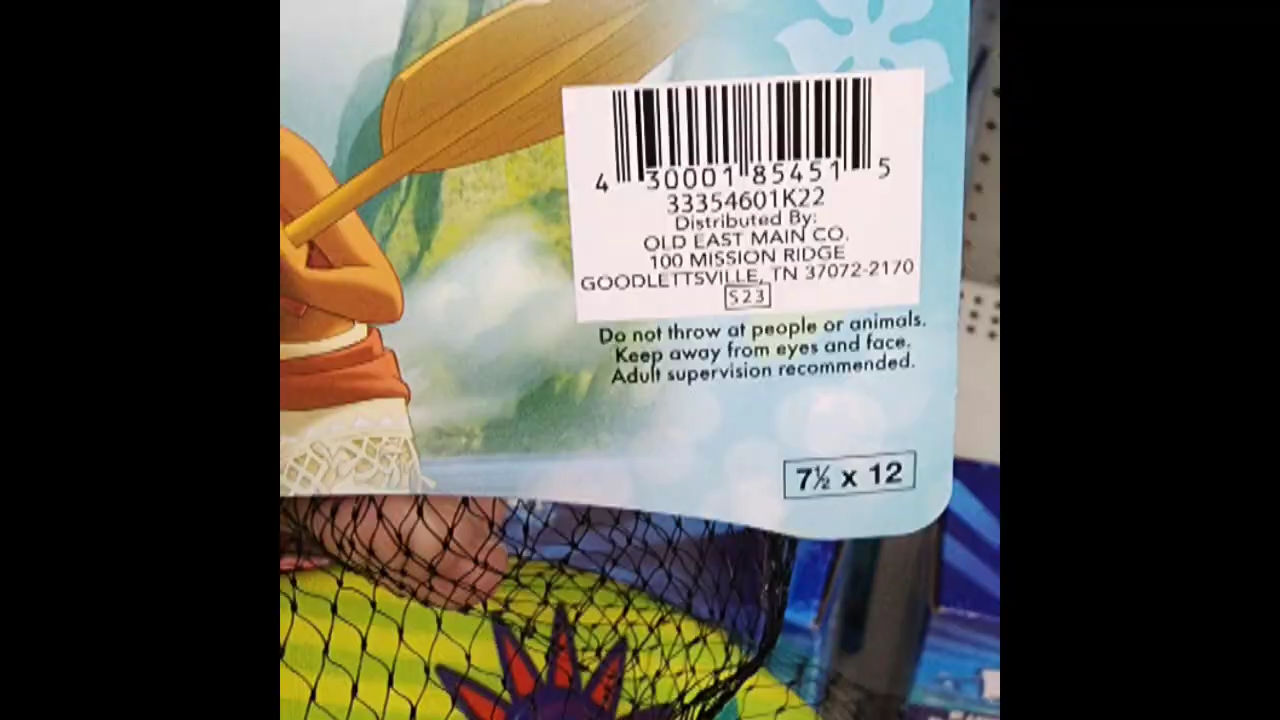 4 30001 85451 5
33354601K22
Distributed By:
OLD EAST MAIN CO.
100 MISSION RIDGE
GOODLETTSVILLE, TN 37072-2170
S23
Do not throw at people or animals.
Keep away from eyes and face.
Adult supervision recommended.
7½ x 12